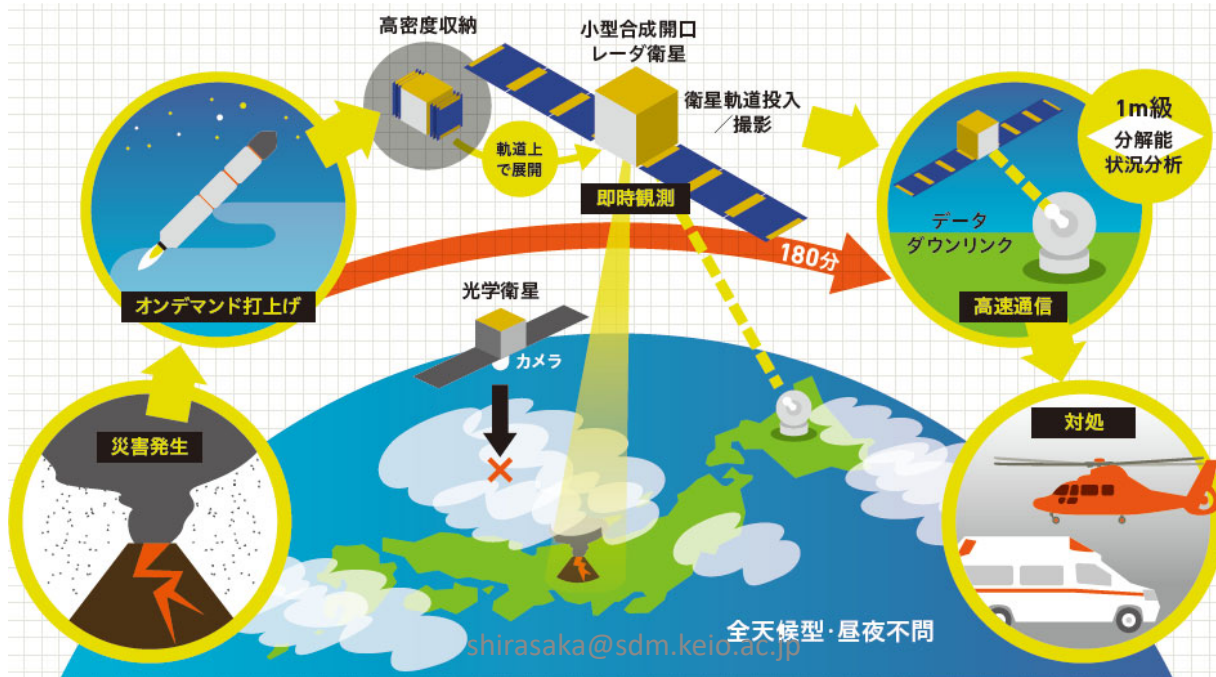 高密度収納
小型合成開口
レーダ衛星
衛星軌道投入
／撮影
軌道上
で展開
即時観測
1m級
分解能
状況分析
データ
ダウンリンク
高速通信
180分
オンデマンド打上げ
光学衛星
カメラ
災害発生
対処
全天候型・昼夜不問
shirasaka@sdm.keio.ac.jp